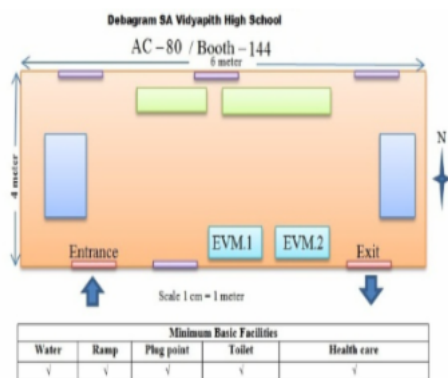 Debagram SA Vidyapith High School
AC – 80 / Booth – 144
6 meter
4 meter
N
EVM.1 EVM.2
Entrance Exit
Scale 1 cm = 1 meter
Minimum Basic Facilities
Water Ramp Plug point Toilet Health care
√ √ √ √ √